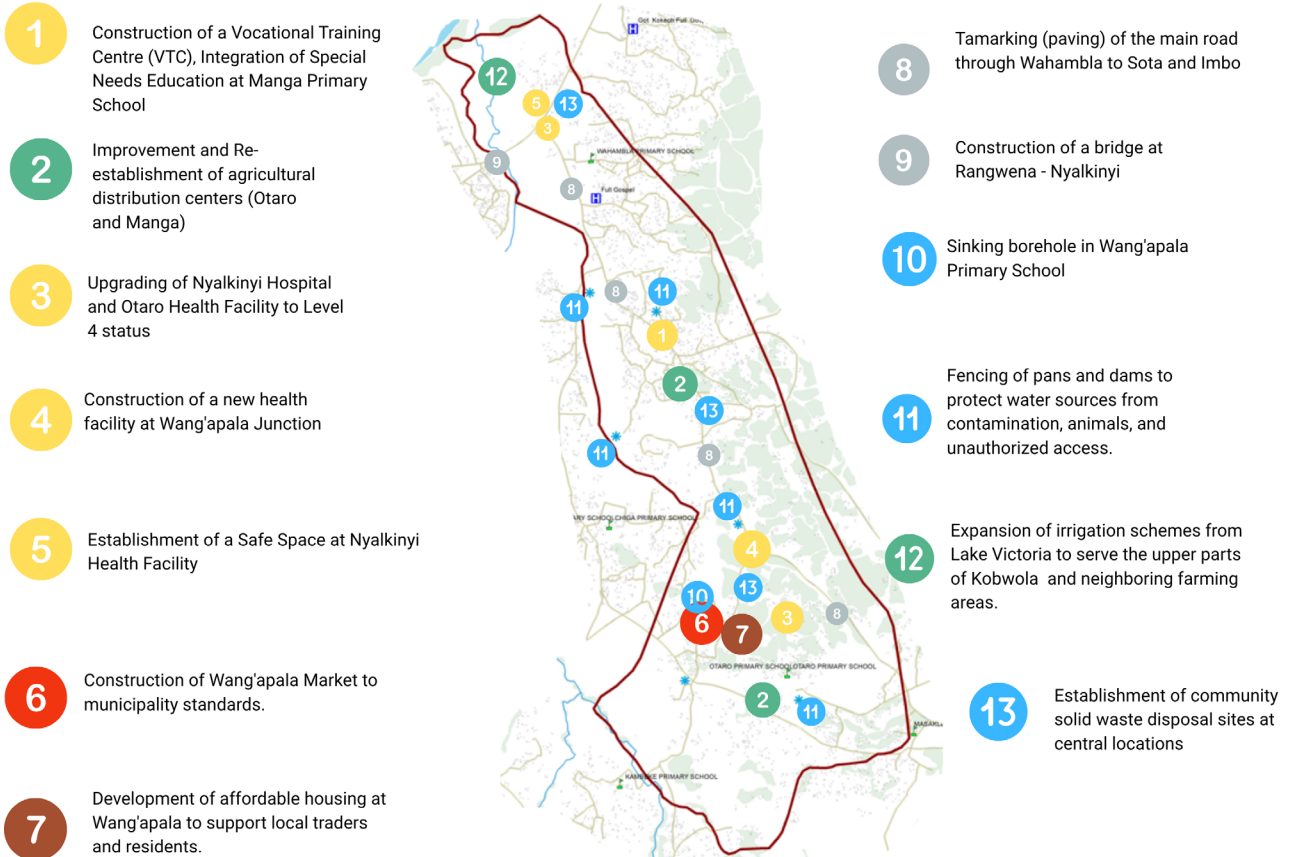 1
Construction of a Vocational Training
Centre (VTC), Integration of Special
Needs Education at Manga Primary
School
2
Improvement and Re-
establishment of agricultural
distribution centers (Otaro
and Manga)
3
Upgrading of Nyalkinyi Hospital
and Otaro Health Facility to Level
4 status
4
Construction of a new health
facility at Wang'apala Junction
5
Establishment of a Safe Space at Nyalkinyi
Health Facility
6
Construction of Wang'apala Market to
municipality standards.
7
Development of affordable housing at
Wang'apala to support local traders
and residents.
H
12
5
13
3
WAHAMBLA PRIMARY SCHOOL
9
8
H
Full Gospel
11
8
11
1
2
13
11
8
11
ARY SCHOOLCHIGA PRIMARY SCHOOL
4
13
10
6
7
3
8
OTARO PRIMARY SCHOOLOTARO PRIMARY SCHOOL
2
11
PRIMARY SCHOOL
8
Tamarking (paving) of the main road
through Wahambla to Sota and Imbo
9
Construction of a bridge at
Rangwena - Nyalkinyi
10
Sinking borehole in Wang'apala
Primary School
11
Fencing of pans and dams to
protect water sources from
contamination, animals, and
unauthorized access.
12
Expansion of irrigation schemes from
Lake Victoria to serve the upper parts
of Kobwola and neighboring farming
areas.
13
Establishment of community
solid waste disposal sites at
central locations